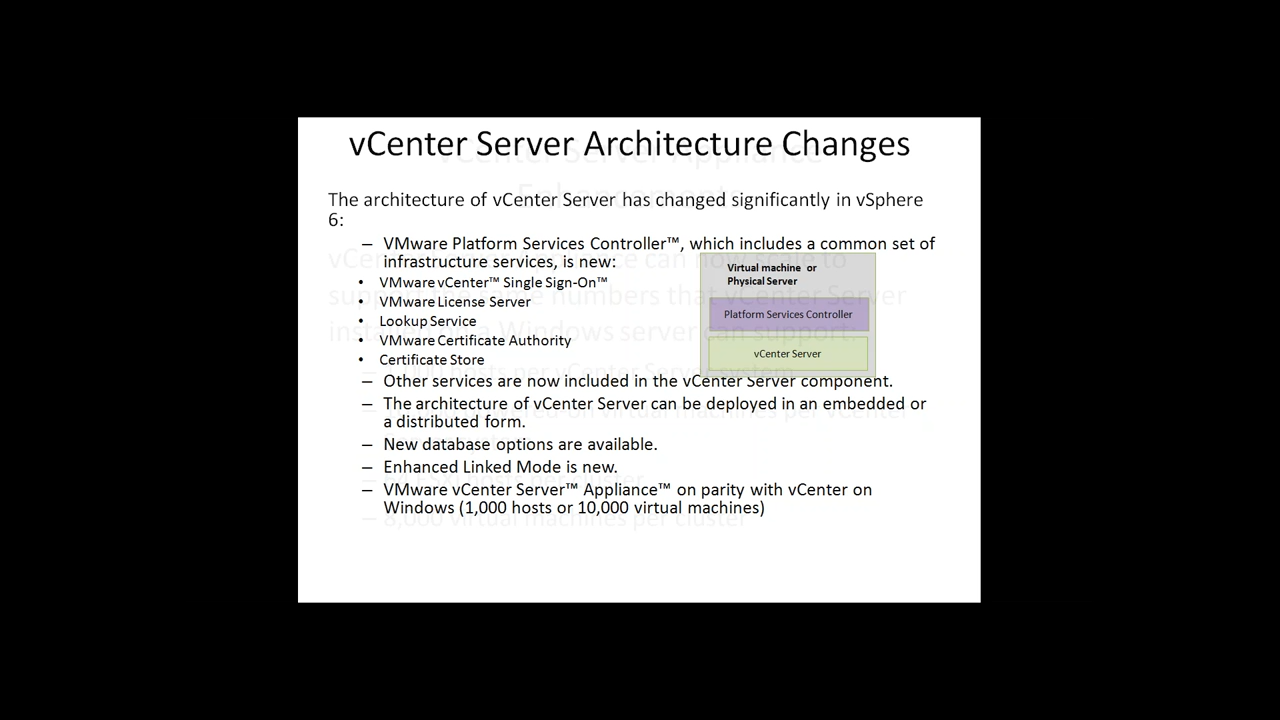 vCenter Server Architecture Changes
The architecture of vCenter Server has changed significantly in vSphere
6:
– VMware Platform Services Controller™, which includes a common set of
infrastructure services, is new:
• VMware vCenter™ Single Sign-On™
• VMware License Server
• Lookup Service
• VMware Certificate Authority
• Certificate Store
Virtual machine or
Physical Server
Platform Services Controller
vCenter Server
– Other services are now included in the vCenter Server component.
– The architecture of vCenter Server can be deployed in an embedded or
a distributed form.
– New database options are available.
– Enhanced Linked Mode is new.
– VMware vCenter Server™ Appliance™ on parity with vCenter on
Windows (1,000 hosts or 10,000 virtual machines)